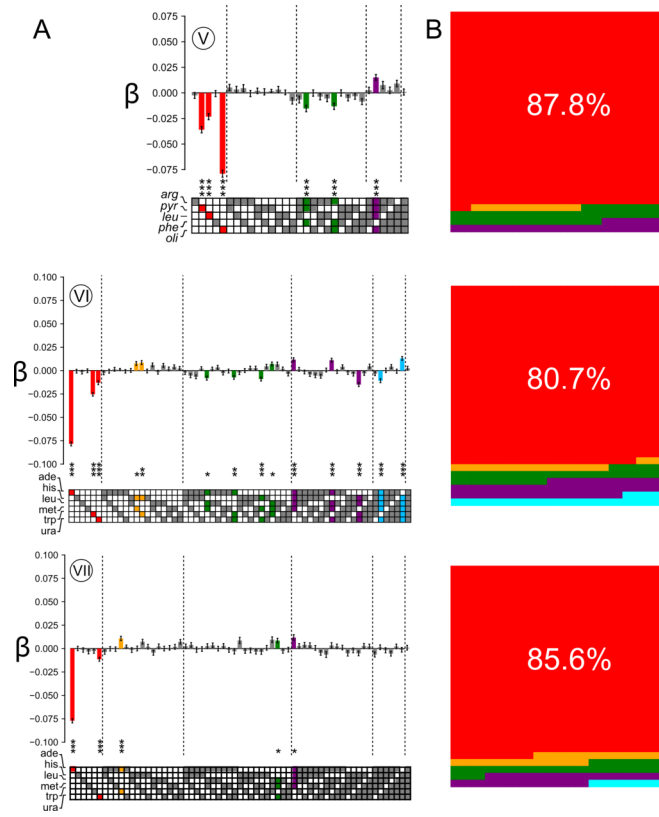 A
B
V
0.075
0.050
0.025
0.000
−0.025
−0.050
−0.075
β
*** *** *** *** *** ***
arg
pyr
leu
phe
oli
87.8%
VI
0.100
0.075
0.050
0.025
0.000
−0.025
−0.050
−0.075
−0.100
β
*** *** *** * ** * ** *** * *** *** *** *** ***
ade
his
leu
met
trp
ura
80.7%
VII
0.100
0.075
0.050
0.025
0.000
−0.025
−0.050
−0.075
−0.100
β
*** *** *** * *
ade
his
leu
met
trp
ura
85.6%